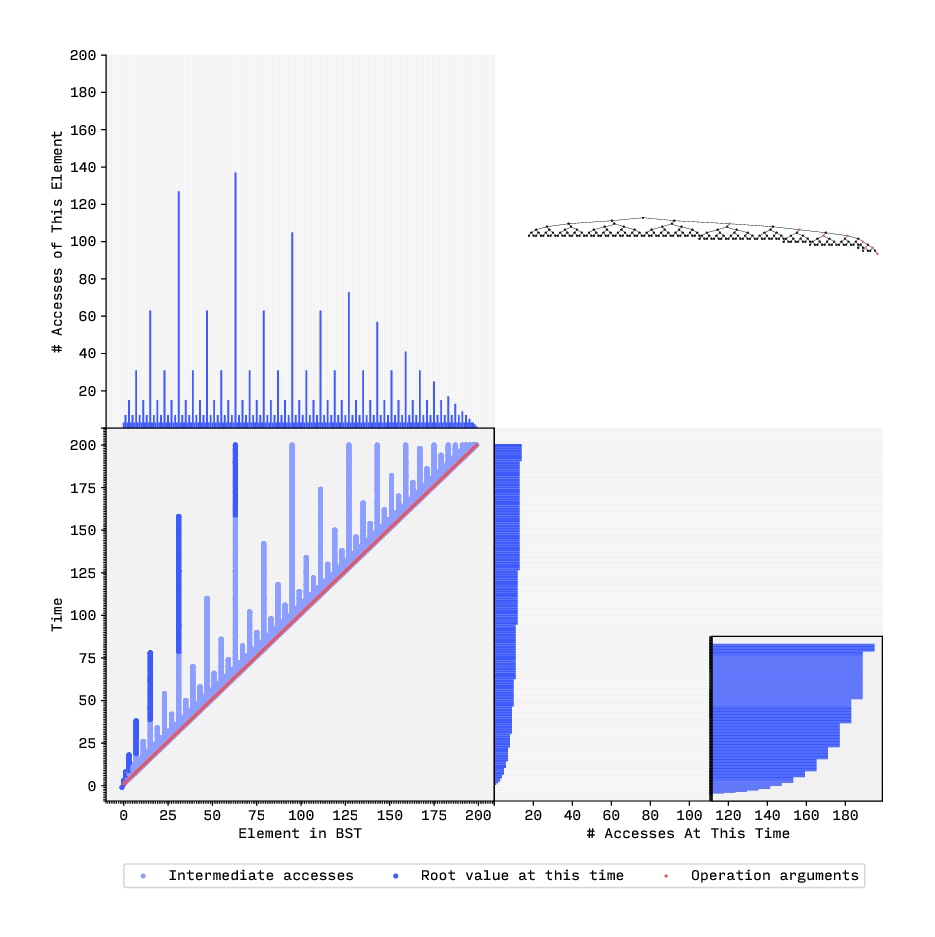 200
180
160
140
120
100
80
60
40
20
# Accesses of This Element
200
175
150
125
100
75
50
25
0
Time
0 25 50 75 100 125 150 175 200
Element in BST
20 40 60 80 100 120 140 160 180
# Accesses At This Time
Intermediate accesses Root value at this time Operation arguments